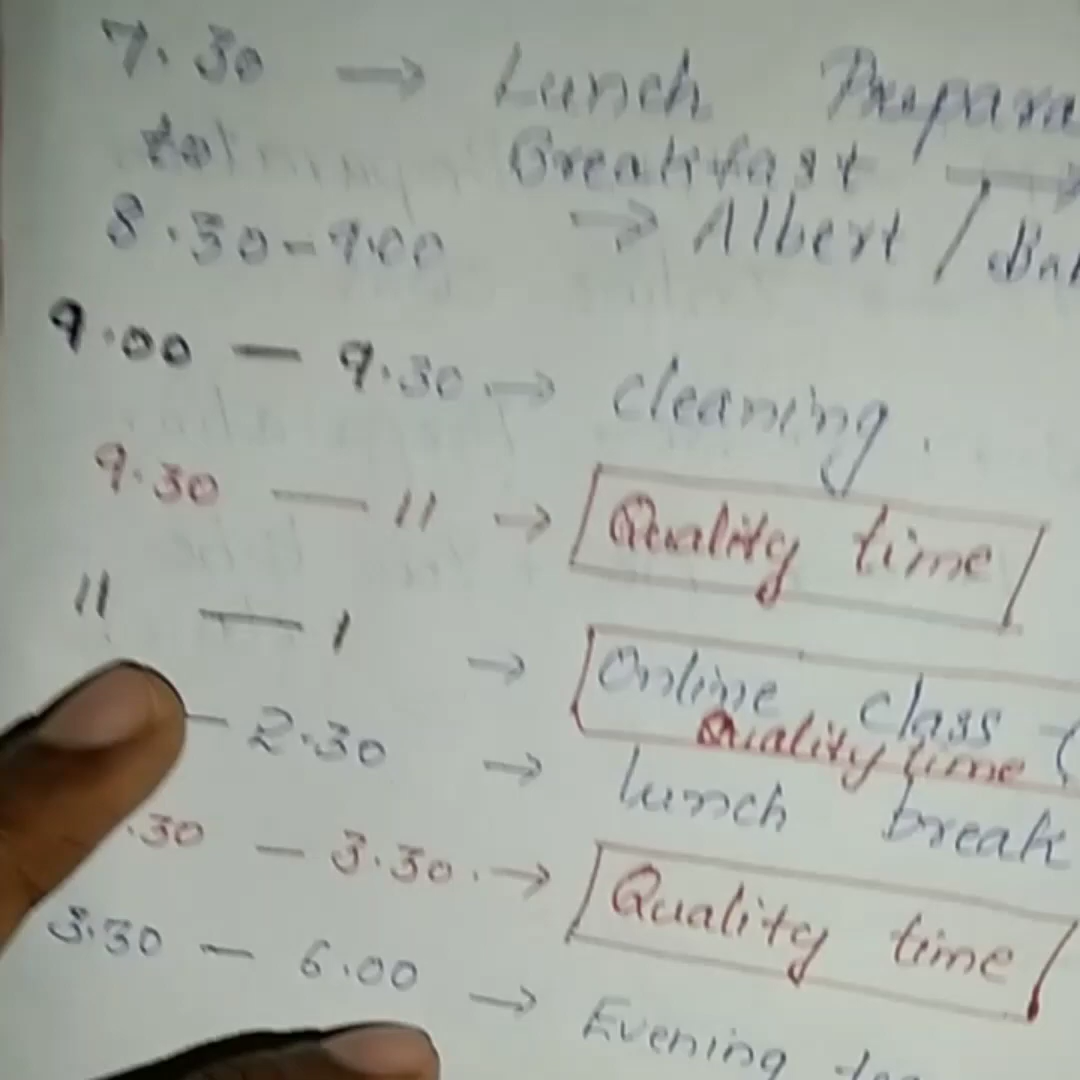 7.30 → Lunch
to Breakfast →
8.30-9.00 → Albert /
9.00 — 9.30 → cleaning.
9.30 — 11 → Quality time
11 — 1 → Online class
Quality time
— 2.30 → lunch break
.30 — 3.30. → Quality time
3.30 — 6.00 → Evening